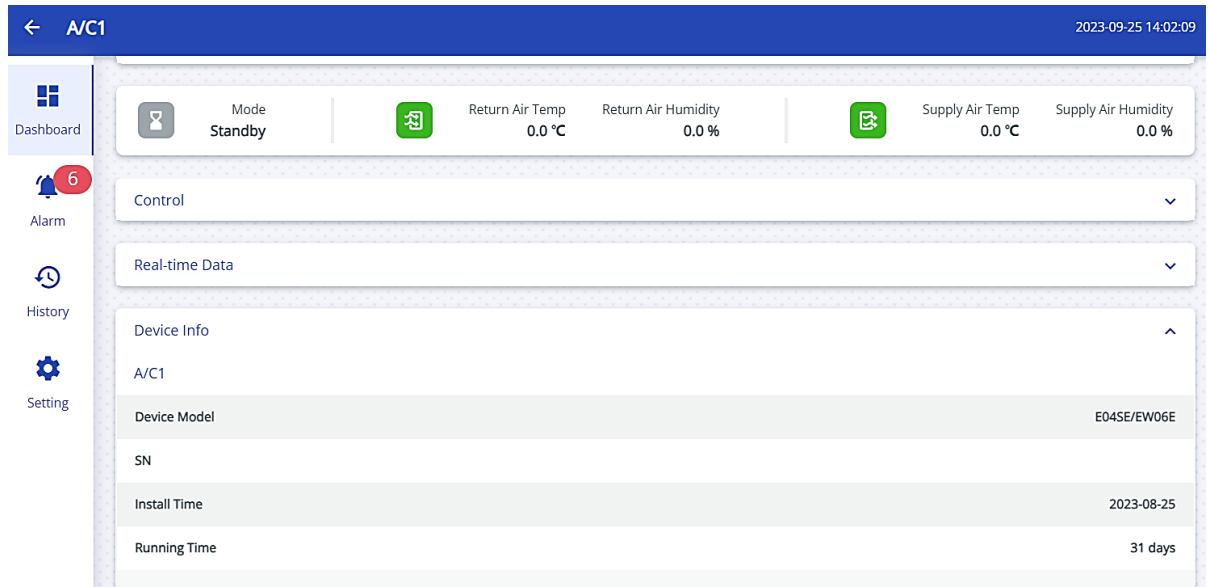 A/C1 2023-09-25 14:02:09
Dashboard
6
Alarm
History
Setting
Mode
Standby
Return Air Temp
0.0 ℃
Return Air Humidity
0.0 %
Supply Air Temp
0.0 ℃
Supply Air Humidity
0.0 %
Control
Real-time Data
Device Info
A/C1
Device Model E04SE/EW06E
SN
Install Time 2023-08-25
Running Time 31 days